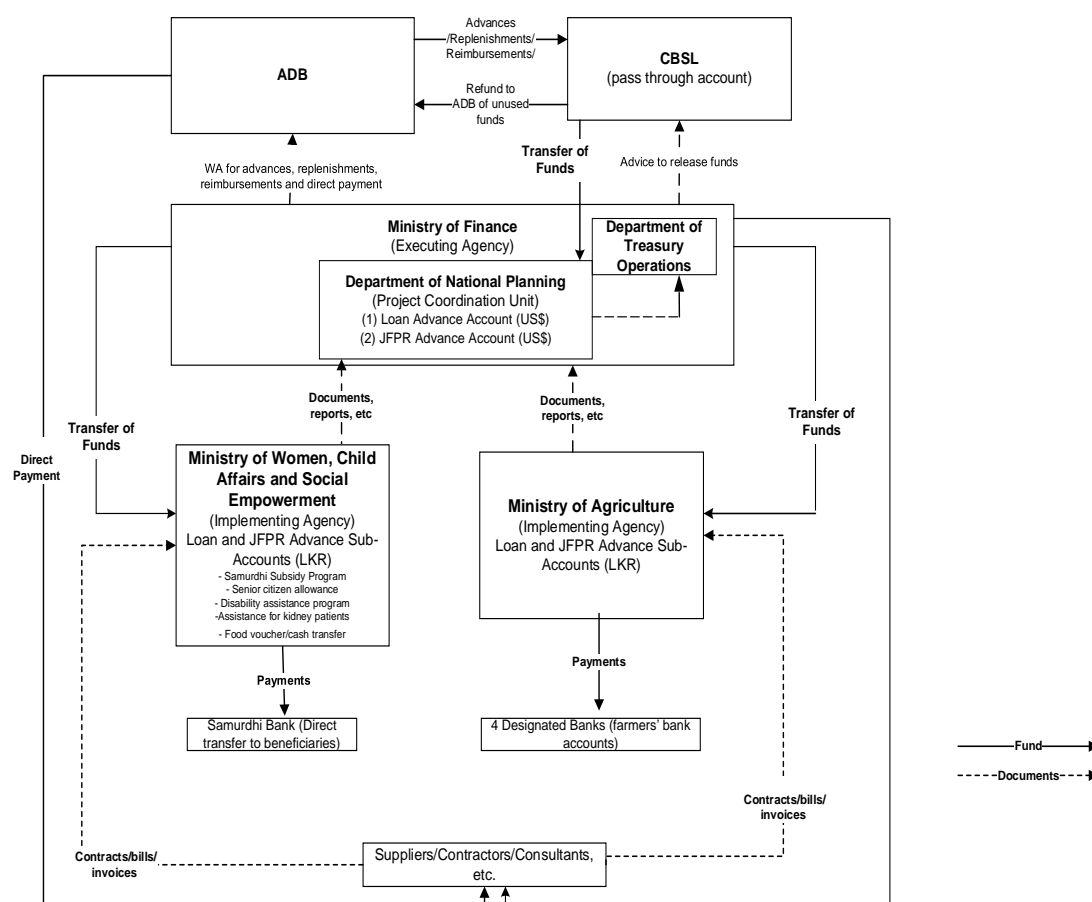 Advances
/Replenishments/
Reimbursements/
ADB
CBSL
(pass through account)
Refund to
ADB of unused
funds
Transfer of
Funds
Advice to release funds
WA for advances, replenishments,
reimbursements and direct payment
Ministry of Finance
(Executing Agency)
Department of
Treasury
Operations
Department of National Planning
(Project Coordination Unit)
(1) Loan Advance Account (US$)
(2) JFPR Advance Account (US$)
Documents,
reports, etc
Documents,
reports, etc
Transfer of
Funds
Transfer of
Funds
Direct
Payment
Ministry of Women, Child
Affairs and Social
Empowerment
(Implementing Agency)
Loan and JFPR Advance Sub-
Accounts (LKR)
- Samurdhi Subsidy Program
- Senior citizen allowance
- Disability assistance program
-Assistance for kidney patients
- Food voucher/cash transfer
Ministry of Agriculture
(Implementing Agency)
Loan and JFPR Advance Sub-
Accounts (LKR)
Payments
Payments
Samurdhi Bank (Direct
transfer to beneficiaries)
4 Designated Banks (farmers' bank
accounts)
Fund
Documents
Contracts/bills/
invoices
Contracts/bills/
invoices
Suppliers/Contractors/Consultants,
etc.